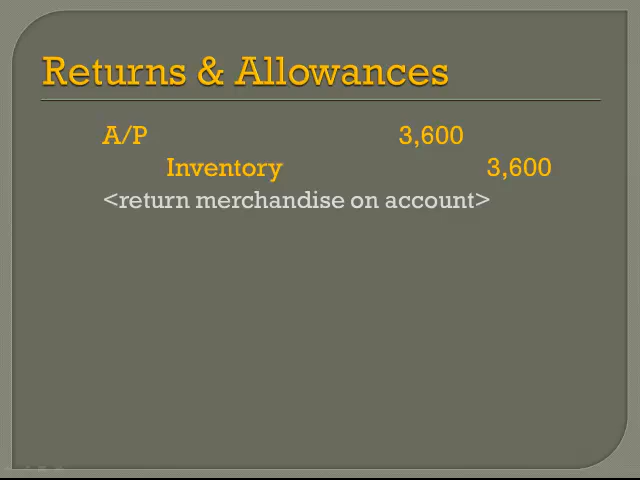 Returns & Allowances
A/P 3,600
Inventory 3,600
<return merchandise on account>